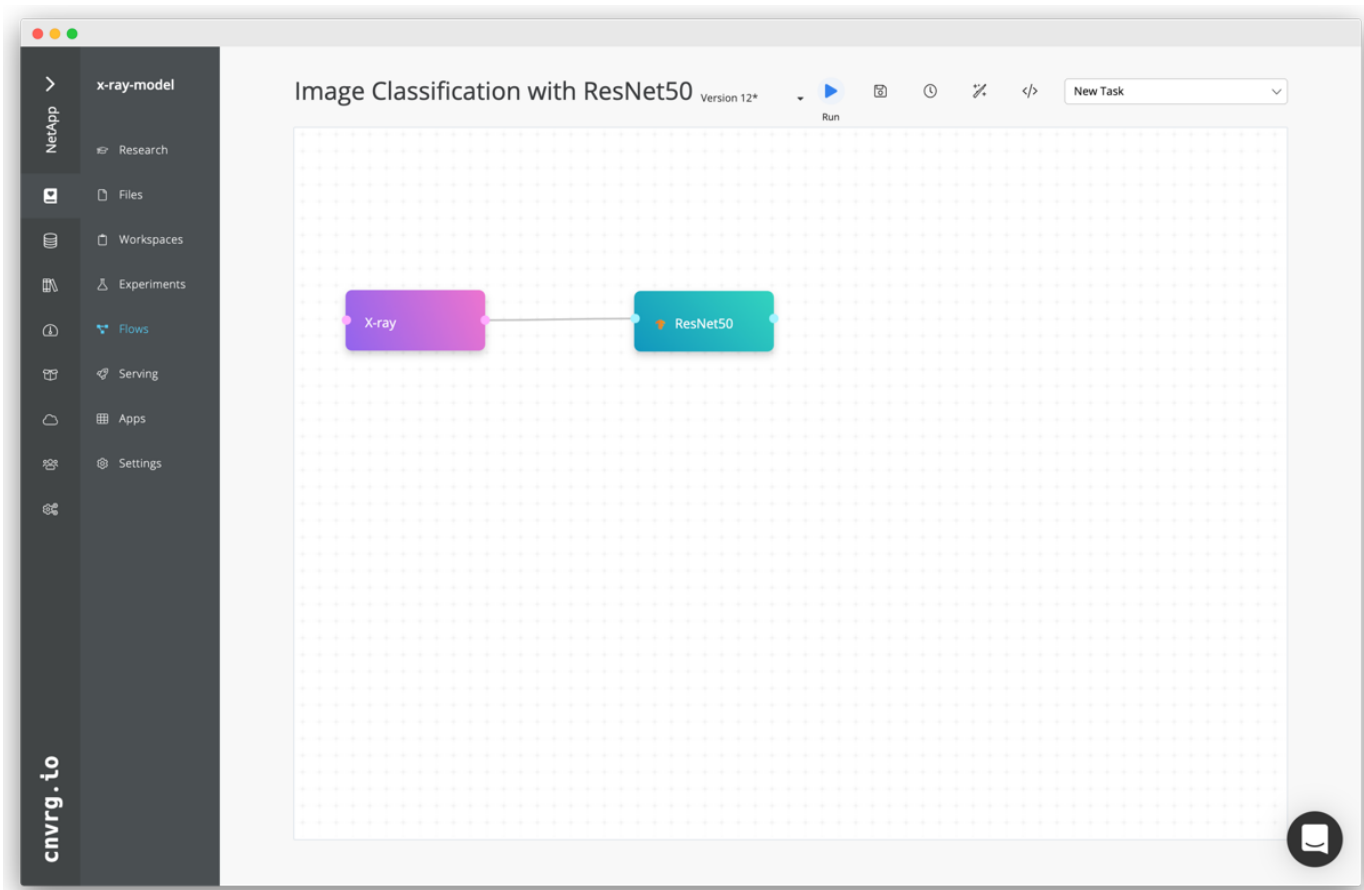 NetApp
cnvrg.io
x-ray-model
Research
Files
Workspaces
Experiments
Flows
Serving
Apps
Settings
Image Classification with ResNet50 Version 12*
Run
</> New Task
X-ray
ResNet50